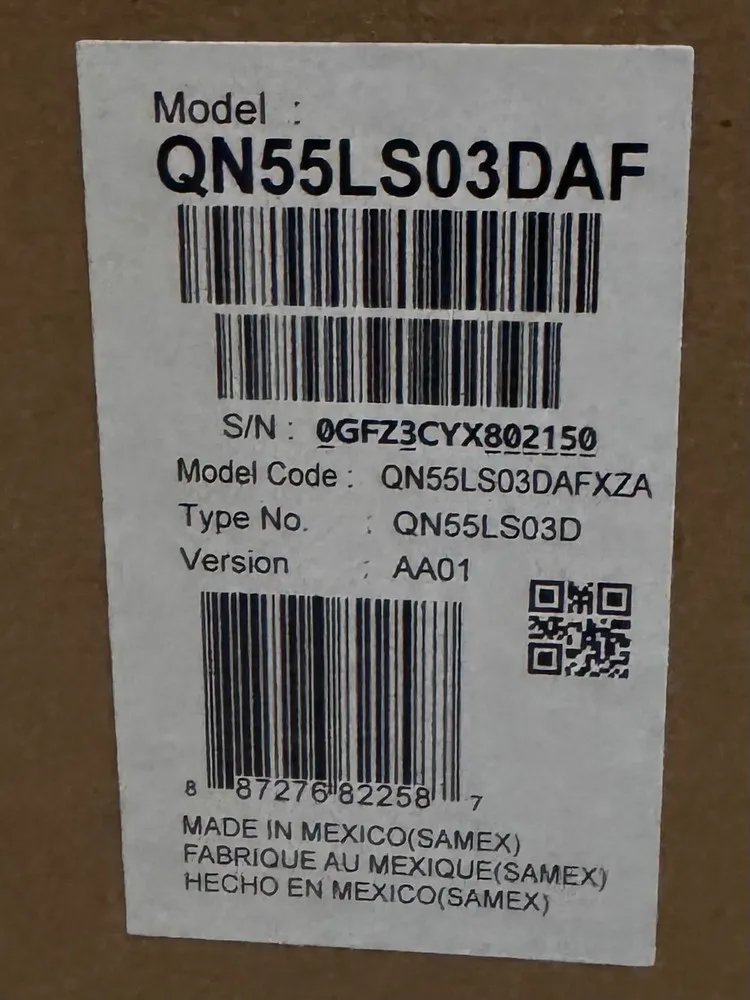 Model :
QN55LS03DAF
S/N : 0GFZ3CYX802150
Model Code : QN55LS03DAFXZA
Type No. : QN55LS03D
Version : AA01
8 87276 82258 7
MADE IN MEXICO(SAMEX)
FABRIQUE AU MEXIQUE(SAMEX)
HECHO EN MEXICO(SAMEX)